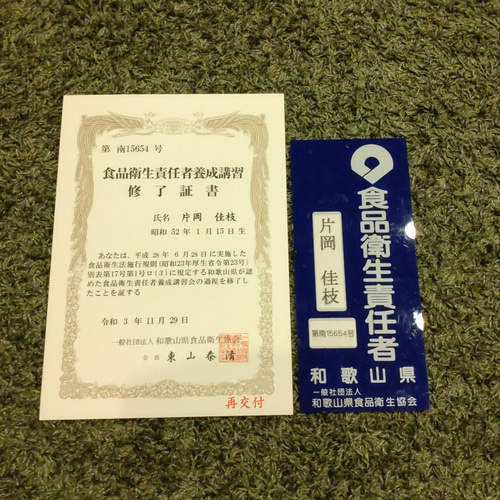 第 南15654 号
食品衛生責任者養成講習
修了証書
氏名 片岡 佳枝
昭和 52 年 1 月 15 日 生
あなたは、平成 28 年 6 月 28 日に実施した
食品衛生法施行規則(昭和23年厚生省令第23号)
別表第17号第1号ロ(3)に規定する和歌山県が認
めた食品衛生責任者養成講習会の過程を修了し
たことを証する
令和 3 年 11 月 29 日
一般社団法人 和歌山県食品衛生協会
会長 東山泰清
再交付
食品衛生責任者
片岡 佳枝
第南15654号
和歌山県
一般社団法人
和歌山県食品衛生協会